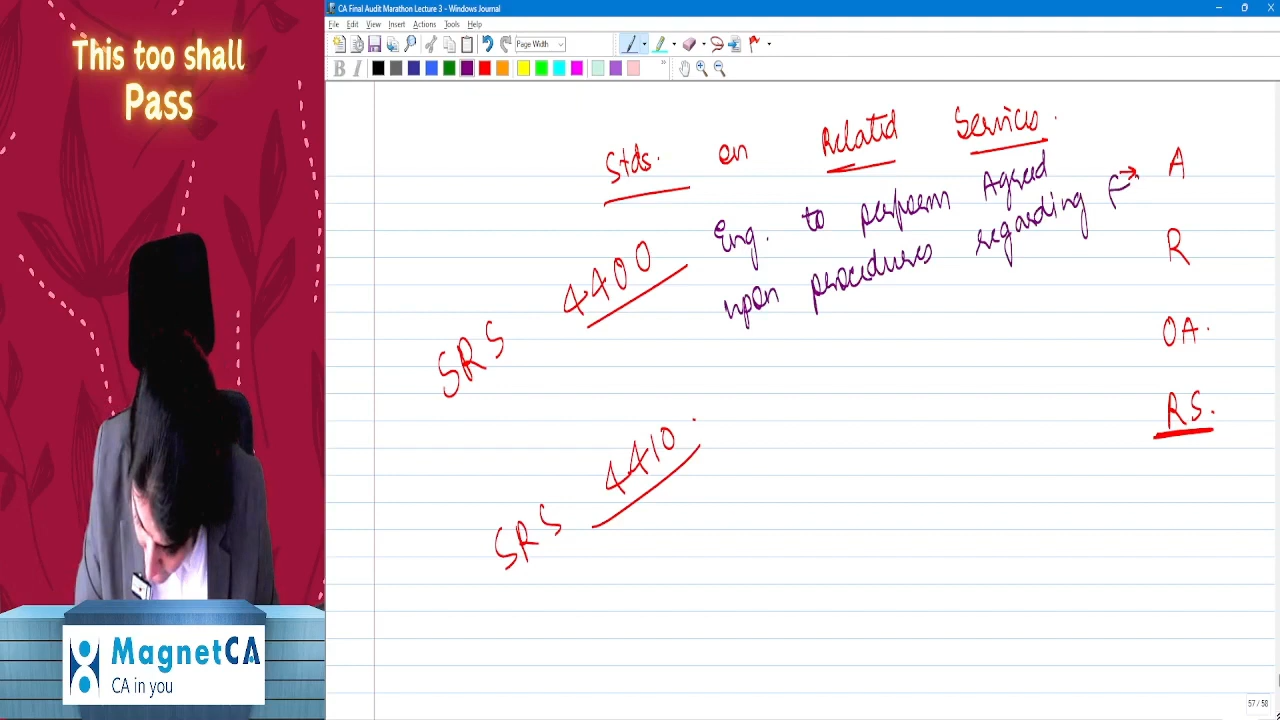 This too shall
Pass
CA Final Audit Marathon Lecture 3 - Windows Journal
File Edit View Insert Actions Tools Help
Page Width
B I
Stds. on Related Services.
SRS 4400 Eng. to perform Agreed
upon procedures regarding F
A
R
OA.
RS.
SRS 4410
MagnetCA
CA in you
57 / 58